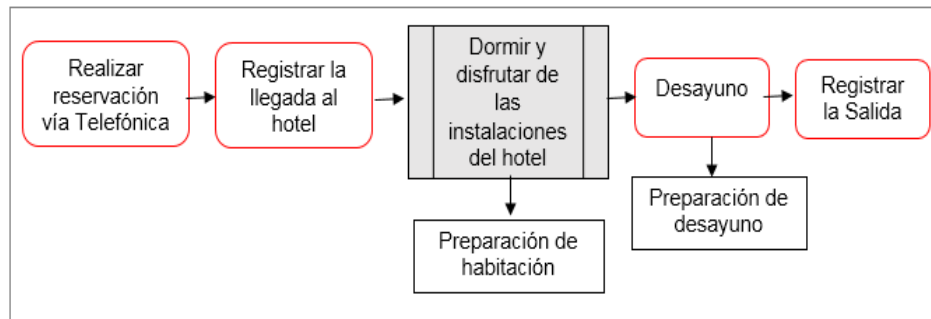 Realizar
reservación
vía Telefónica
Registrar la
llegada al
hotel
Dormir y
disfrutar de
las
instalaciones
del hotel
Desayuno
Registrar
la Salida
Preparación de
habitación
Preparación de
desayuno